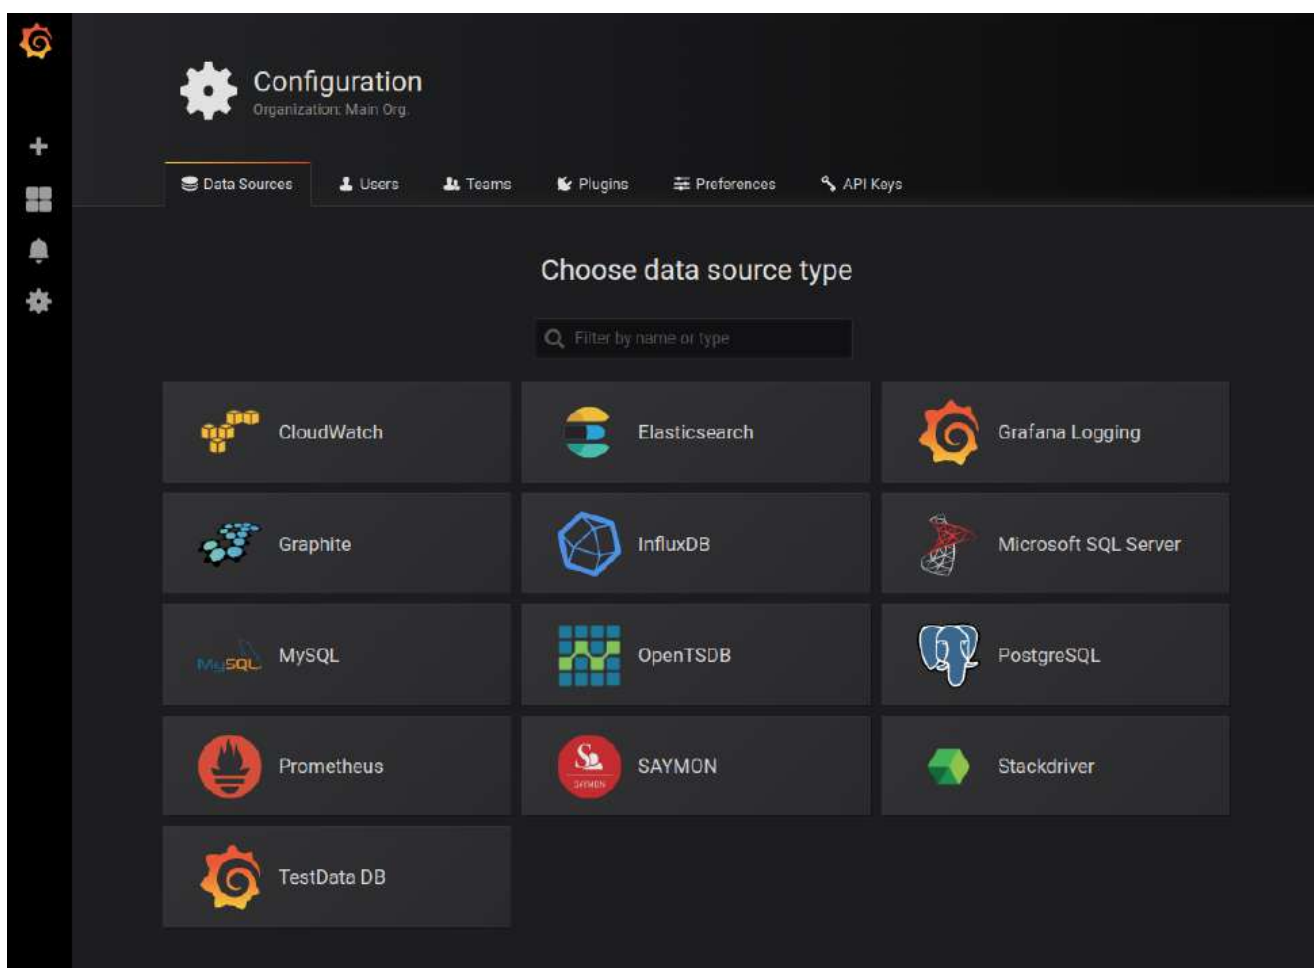 Configuration
Organization: Main Org.
Data Sources Users Teams Plugins Preferences API Keys
Choose data source type
Filter by name or type
CloudWatch Elasticsearch Grafana Logging
Graphite InfluxDB Microsoft SQL Server
MySQL MySQL OpenTSDB PostgreSQL
Prometheus SAYMON Stackdriver
SAYMON
TestData DB